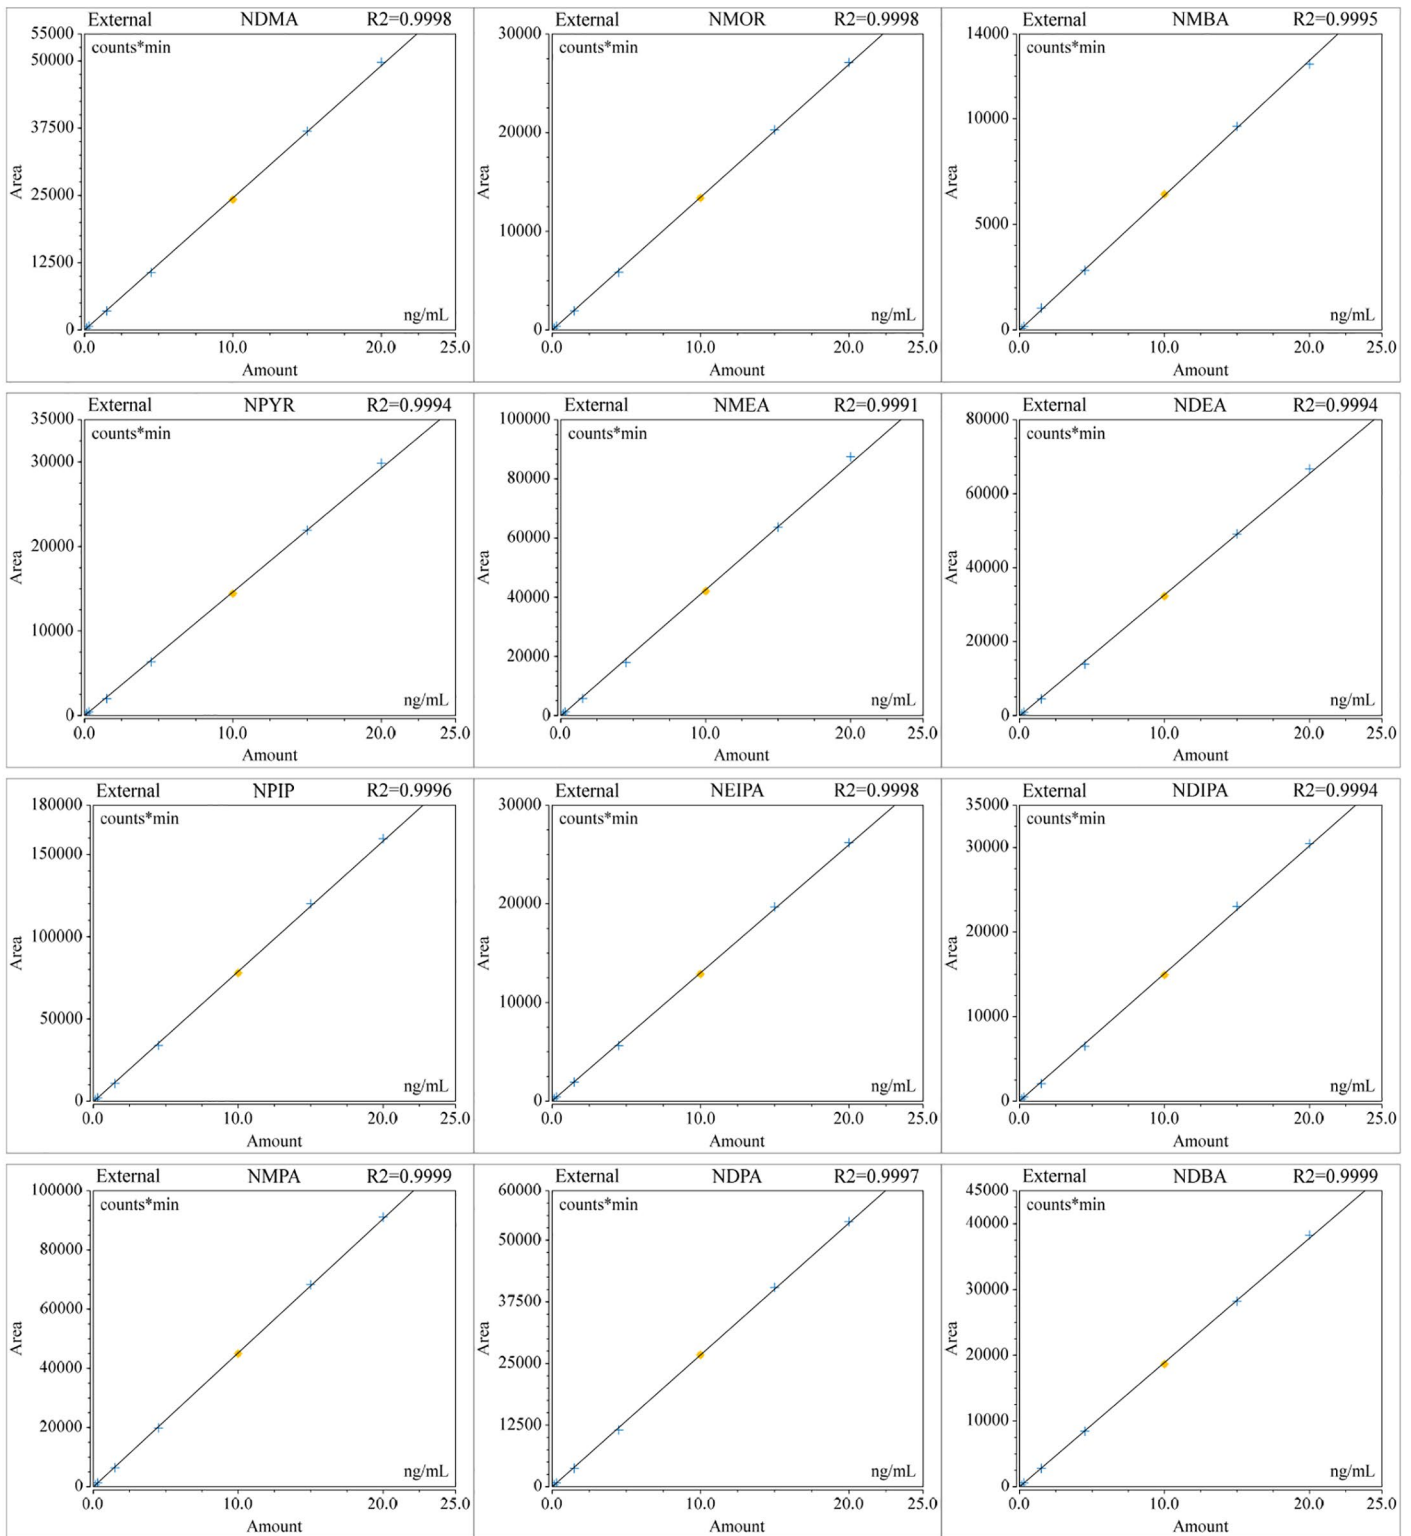 External NDMA R2=0.9998
counts*min
55000
50000
37500
25000
12500
0
Area
ng/mL
0.0 10.0 20.0 25.0
Amount
External NMOR R2=0.9998
counts*min
30000
20000
10000
0
Area
ng/mL
0.0 10.0 20.0 25.0
Amount
External NMBA R2=0.9995
counts*min
14000
10000
5000
0
Area
ng/mL
0.0 10.0 20.0 25.0
Amount
External NPYR R2=0.9994
counts*min
35000
30000
20000
10000
0
Area
ng/mL
0.0 10.0 20.0 25.0
Amount
External NMEA R2=0.9991
counts*min
100000
80000
60000
40000
20000
0
Area
ng/mL
0.0 10.0 20.0 25.0
Amount
External NDEA R2=0.9994
counts*min
80000
60000
40000
20000
0
Area
ng/mL
0.0 10.0 20.0 25.0
Amount
External NPIP R2=0.9996
counts*min
180000
150000
100000
50000
0
Area
ng/mL
0.0 10.0 20.0 25.0
Amount
External NEIPA R2=0.9998
counts*min
30000
20000
10000
0
Area
ng/mL
0.0 10.0 20.0 25.0
Amount
External NDIPA R2=0.9994
counts*min
35000
30000
20000
10000
0
Area
ng/mL
0.0 10.0 20.0 25.0
Amount
External NMPA R2=0.9999
counts*min
100000
80000
60000
40000
20000
0
Area
ng/mL
0.0 10.0 20.0 25.0
Amount
External NDPA R2=0.9997
counts*min
60000
50000
37500
25000
12500
0
Area
ng/mL
0.0 10.0 20.0 25.0
Amount
External NDBA R2=0.9999
counts*min
45000
40000
30000
20000
10000
0
Area
ng/mL
0.0 10.0 20.0 25.0
Amount